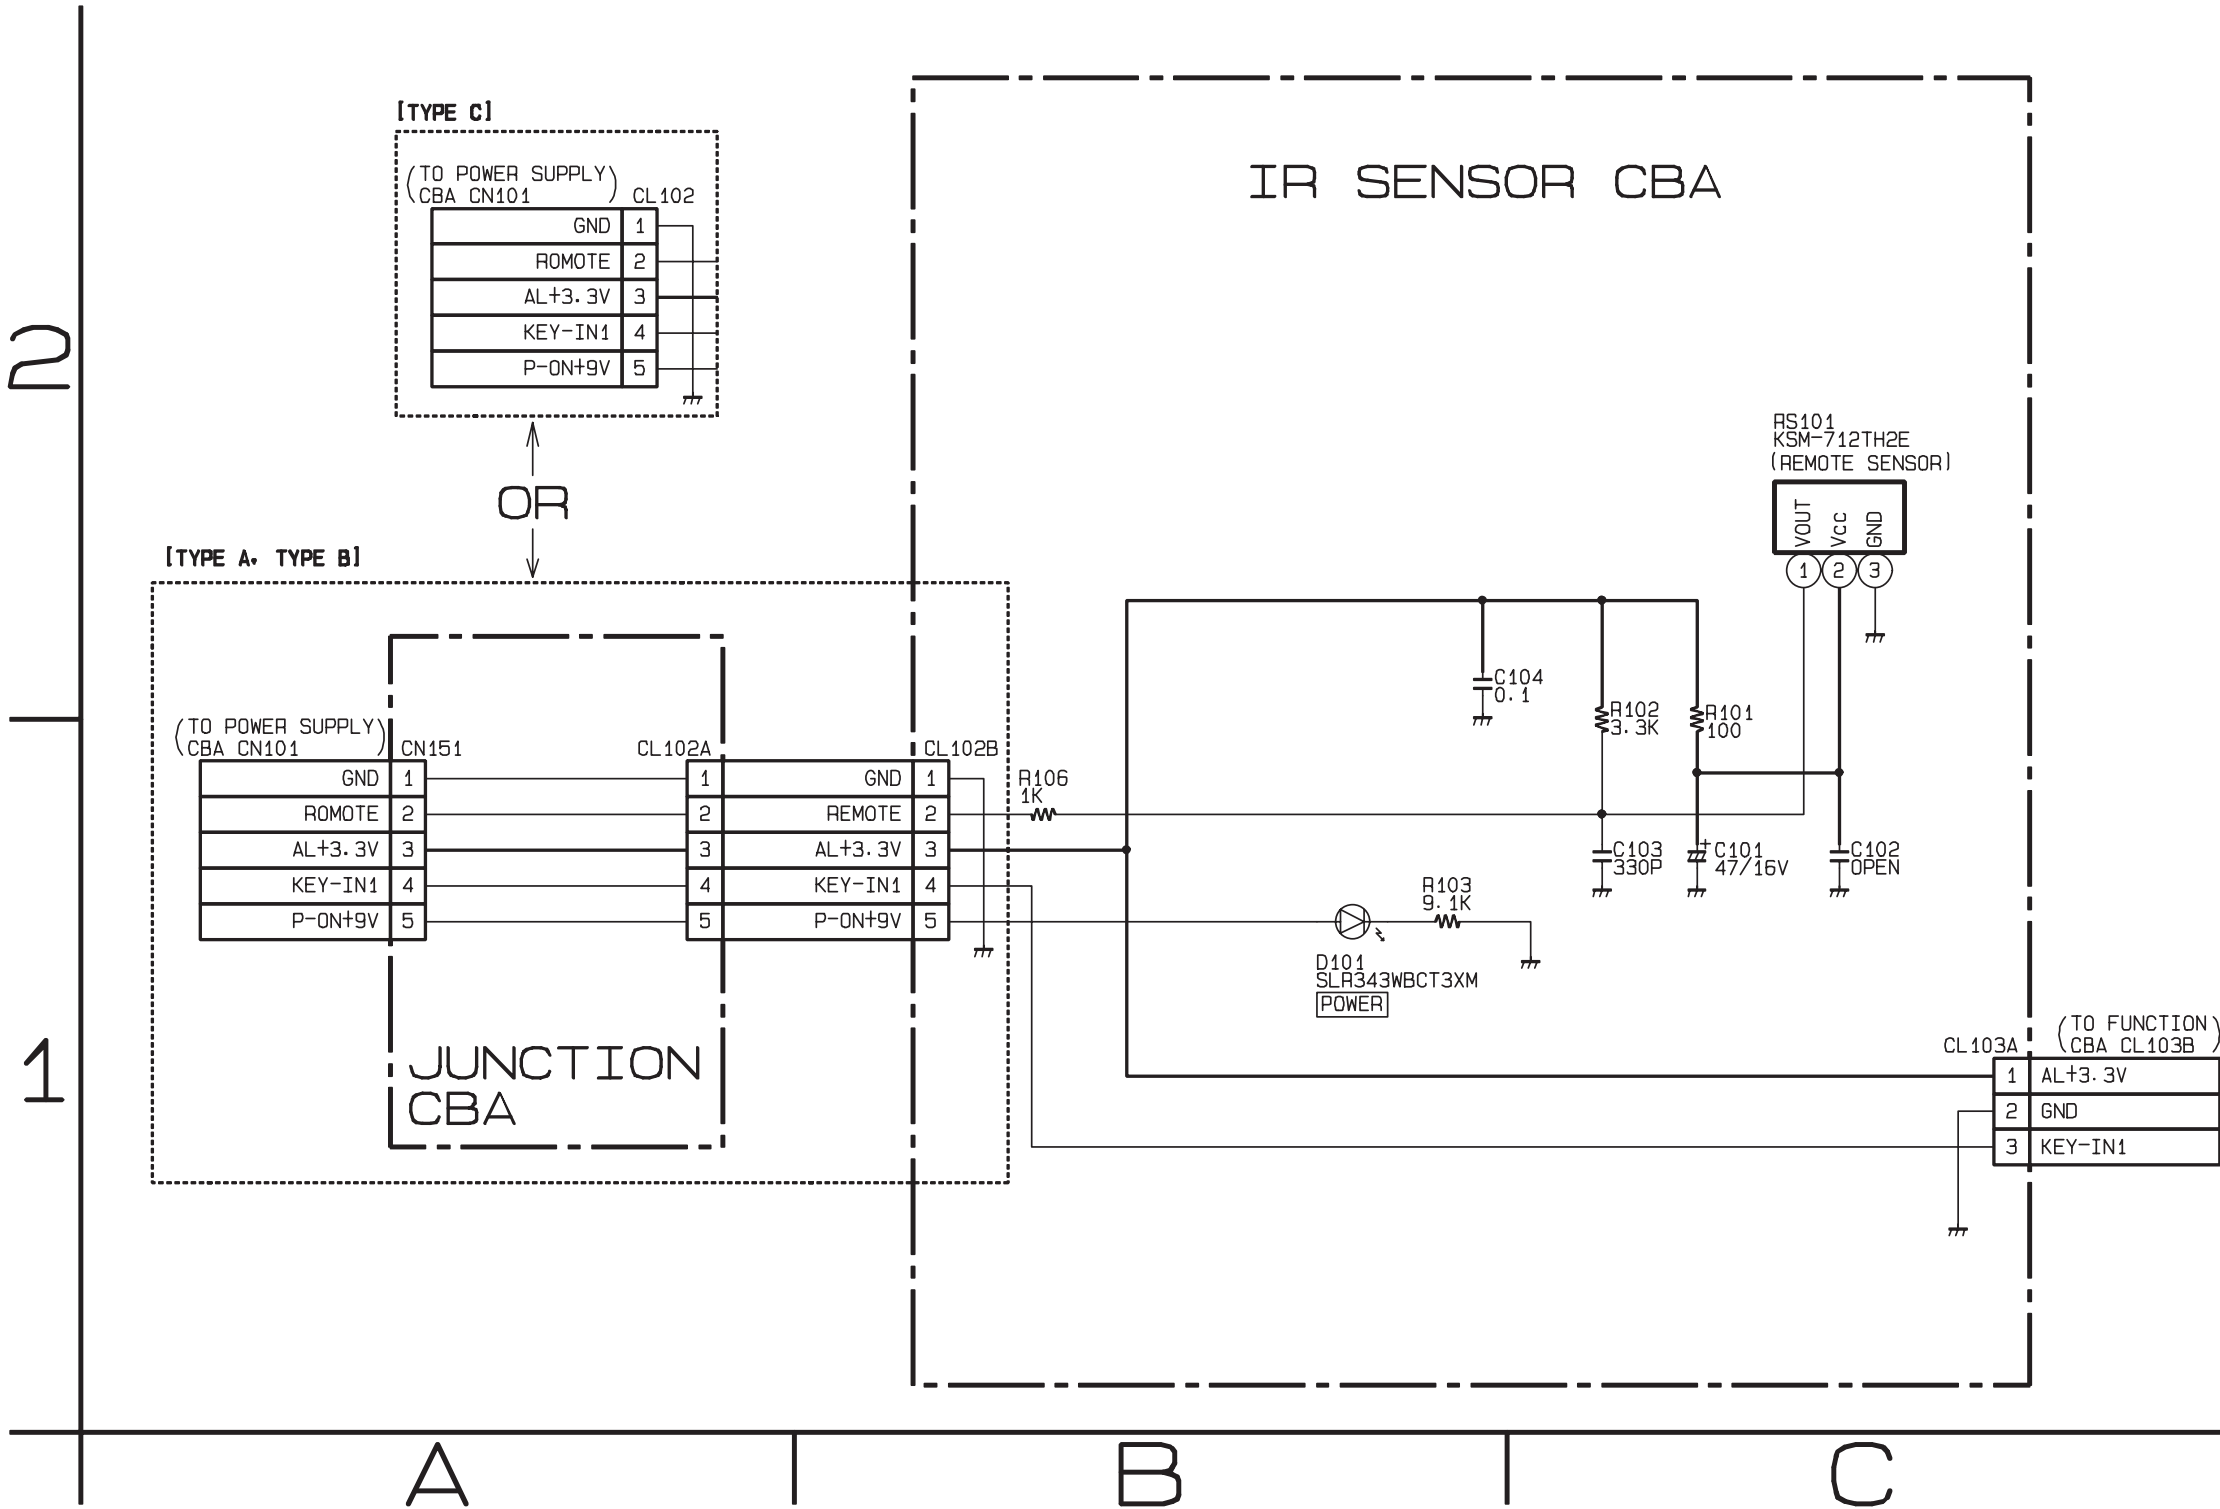 [TYPE C]
(TO POWER SUPPLY)
(CBA CN101) CL102
GND 1
ROMOTE 2
AL+3.3V 3
KEY-IN1 4
P-ON+9V 5
IR SENSOR CBA
2
OR
RS101
KSM-712TH2E
(REMOTE SENSOR)
VOUT Vcc GND
1 2 3
[TYPE A, TYPE B]
C104
0.1
R102
3.3K
R101
100
(TO POWER SUPPLY)
(CBA CN101) CN151 CL102A CL102B
GND 1 1 GND 1
ROMOTE 2 2 REMOTE 2
AL+3.3V 3 3 AL+3.3V 3
KEY-IN1 4 4 KEY-IN1 4
P-ON+9V 5 5 P-ON+9V 5
R106
1K
C103
330P
+ C101
47/16V
C102
OPEN
R103
9.1K
D101
SLR343WBCT3XM
POWER
1
JUNCTION
CBA
(TO FUNCTION)
CL103A (CBA CL103B)
1 AL+3.3V
2 GND
3 KEY-IN1
A B C